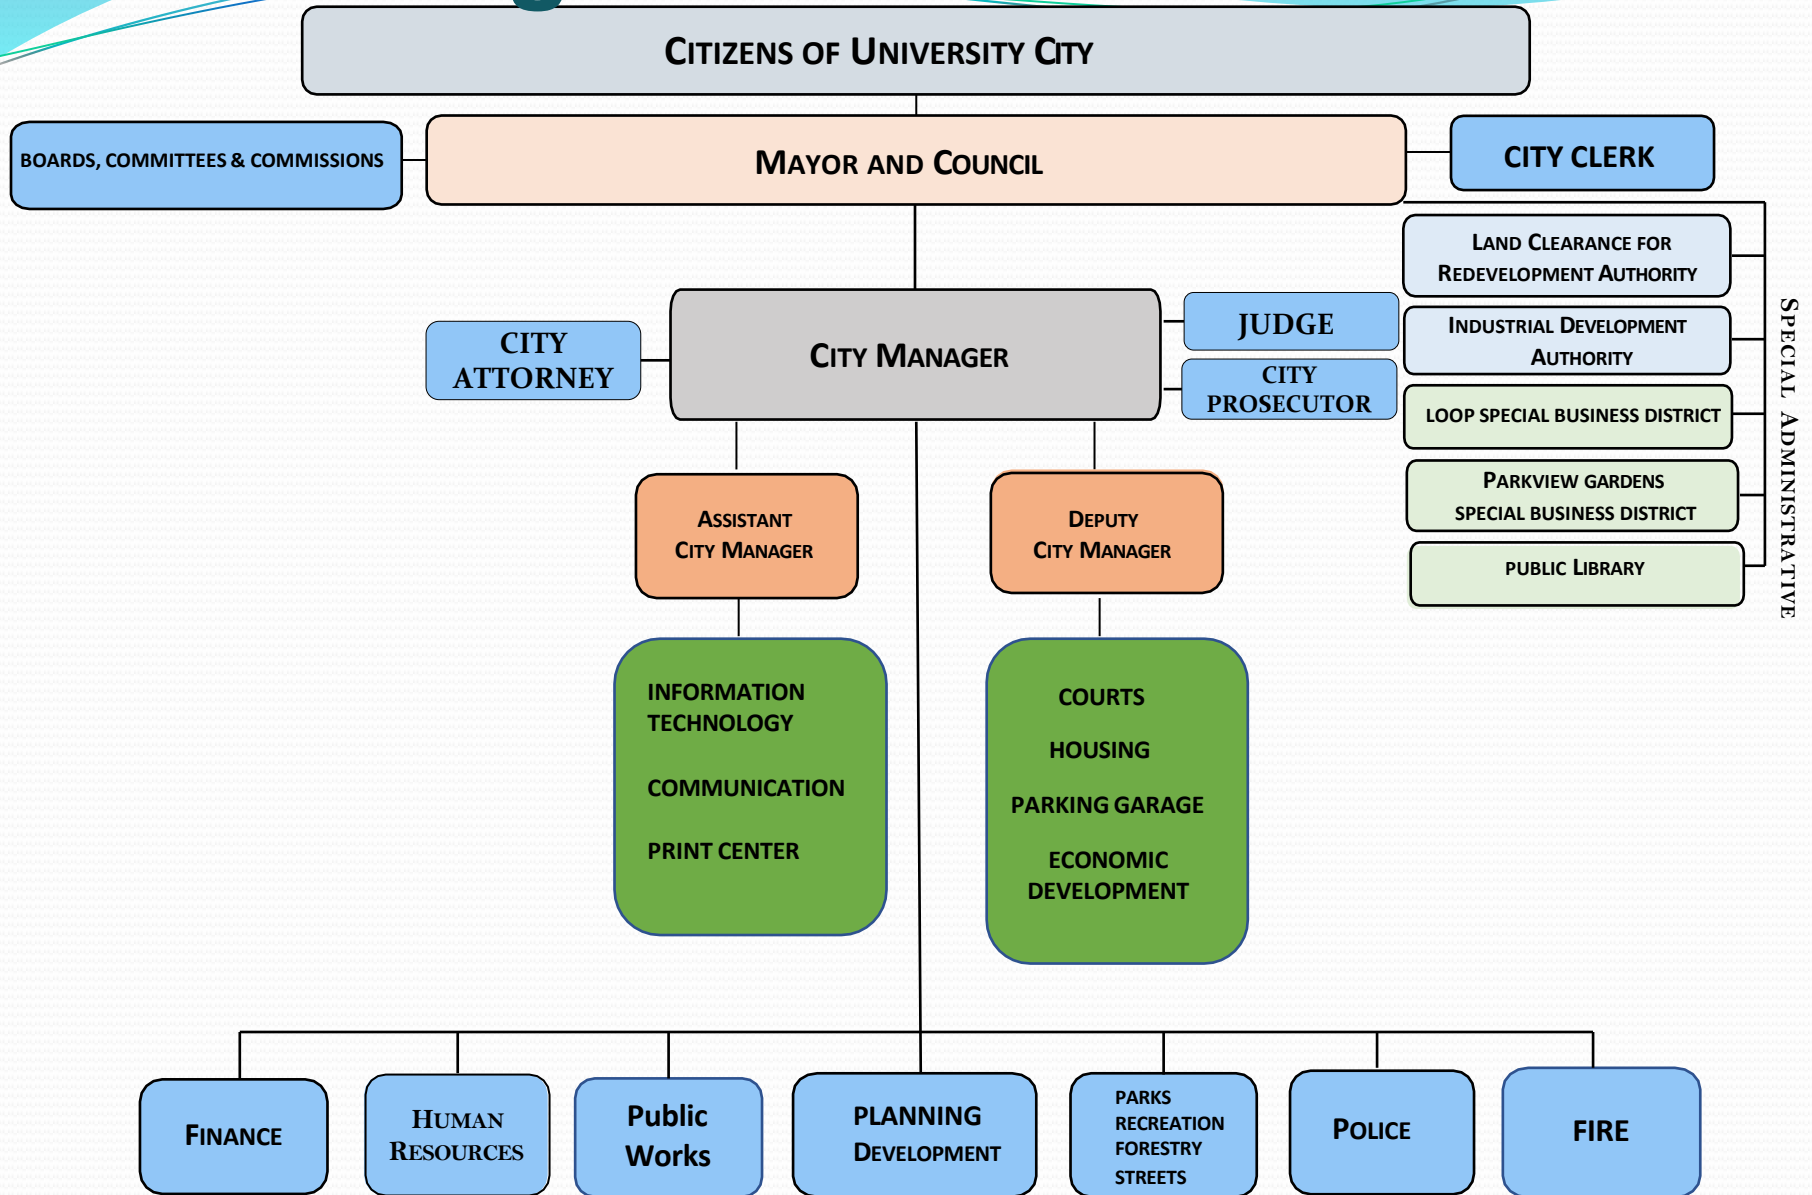 CITIZENS OF UNIVERSITY CITY
BOARDS, COMMITTEES & COMMISSIONS
MAYOR AND COUNCIL
CITY CLERK
LAND CLEARANCE FOR
REDEVELOPMENT AUTHORITY
INDUSTRIAL DEVELOPMENT
AUTHORITY
LOOP SPECIAL BUSINESS DISTRICT
PARKVIEW GARDENS
SPECIAL BUSINESS DISTRICT
PUBLIC LIBRARY
SPECIAL ADMINISTRATIVE
CITY
ATTORNEY
CITY MANAGER
JUDGE
CITY
PROSECUTOR
ASSISTANT
CITY MANAGER
DEPUTY
CITY MANAGER
INFORMATION
TECHNOLOGY
COMMUNICATION
PRINT CENTER
COURTS
HOUSING
PARKING GARAGE
ECONOMIC
DEVELOPMENT
FINANCE
HUMAN
RESOURCES
Public
Works
PLANNING
DEVELOPMENT
PARKS
RECREATION
FORESTRY
STREETS
POLICE
FIRE